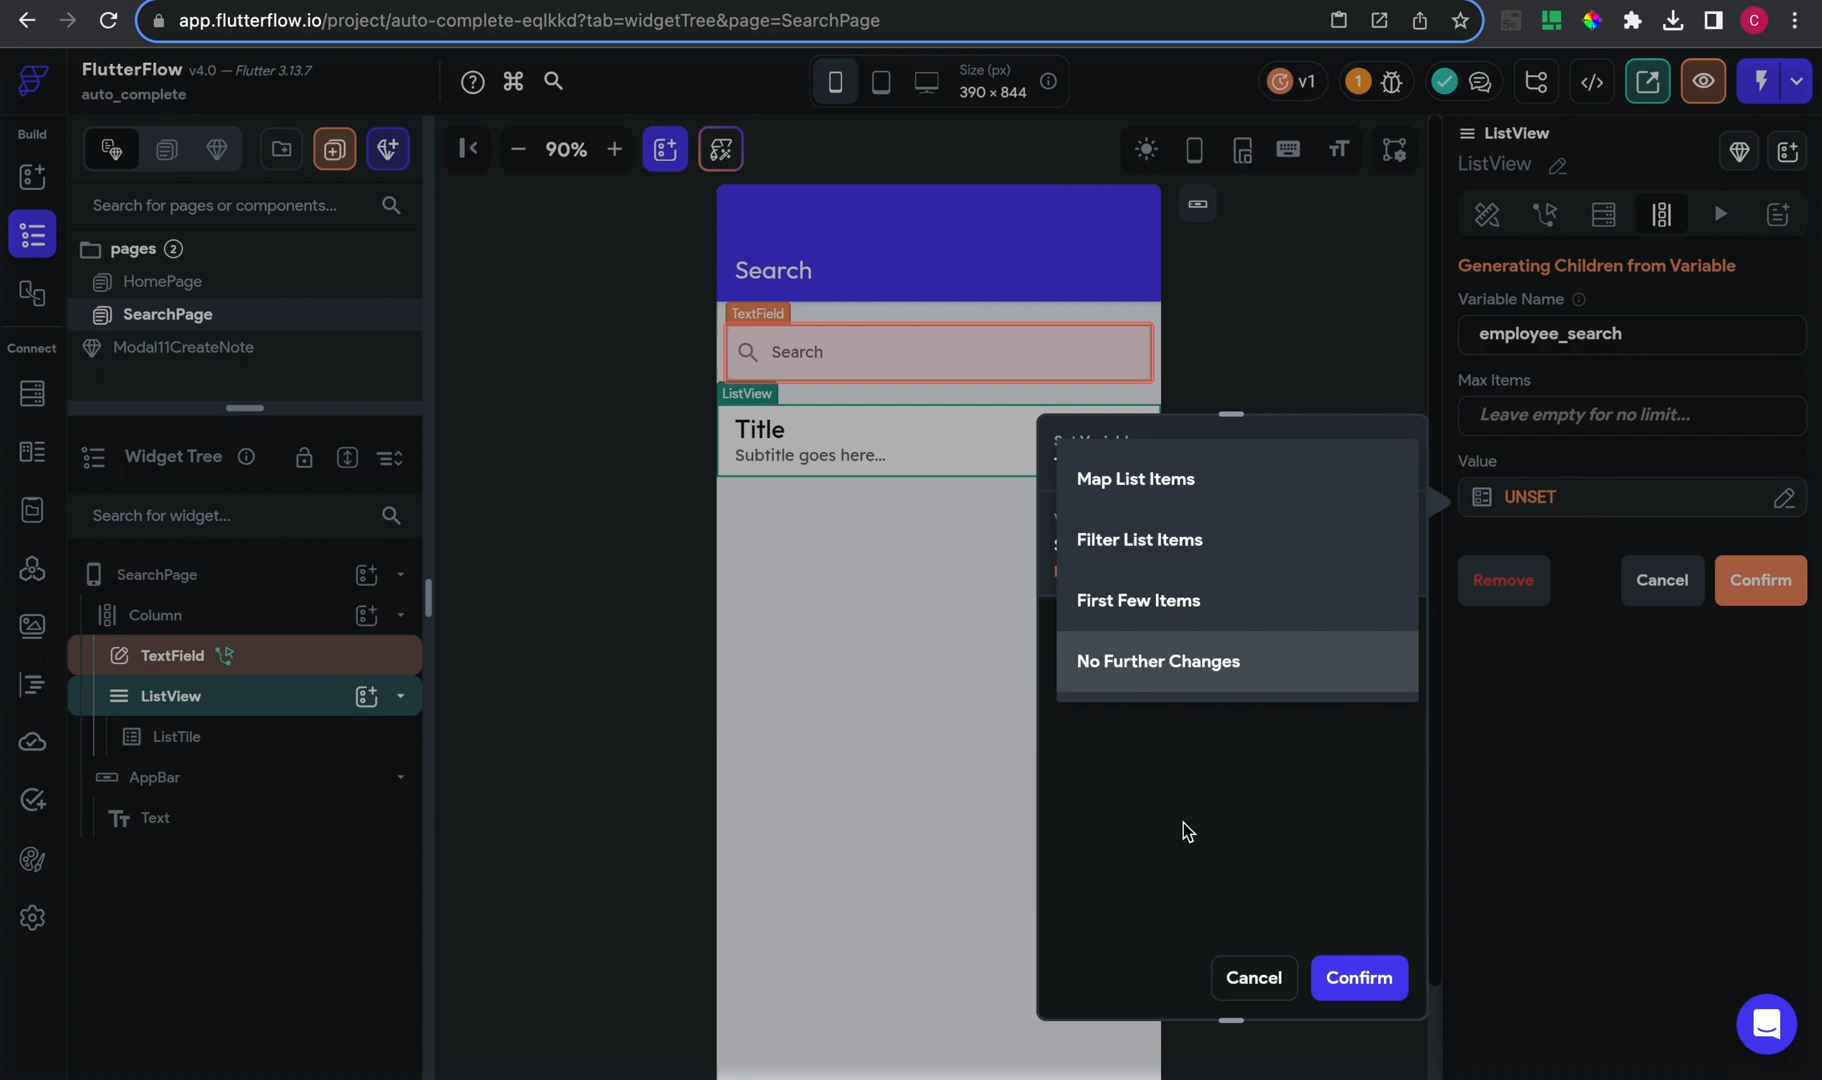 app.flutterflow.io/project/auto-complete-eqlkkd?tab=widgetTree&page=SearchPage
C
FlutterFlow v4.0 — Flutter 3.13.7
auto_complete
Size (px)
390 × 844
v1
1
Build
90%
Search for pages or components...
pages 2
HomePage
SearchPage
Modal11CreateNote
Connect
Widget Tree
Search for widget...
SearchPage
Column
TextField
ListView
ListTile
AppBar
Text
Search
TextField
Search
ListView
Title
Subtitle goes here...
Map List Items
Filter List Items
First Few Items
No Further Changes
Cancel
Confirm
ListView
ListView
Generating Children from Variable
Variable Name
employee_search
Max Items
Leave empty for no limit...
Value
UNSET
Remove
Cancel
Confirm